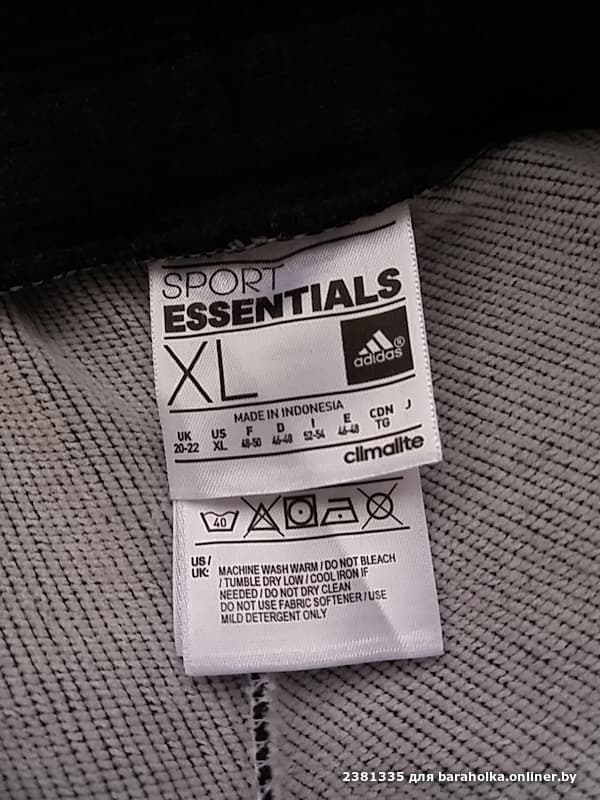 SPORT
ESSENTIALS
XL
adidas®
MADE IN INDONESIA
UK US F D I E CDN J
20-22 XL 48-50 46-48 52-54 46-48 TG
climalite
40
US / UK: MACHINE WASH WARM / DO NOT BLEACH
/ TUMBLE DRY LOW / COOL IRON IF
NEEDED / DO NOT DRY CLEAN
DO NOT USE FABRIC SOFTENER / USE
MILD DETERGENT ONLY
2381335 для baraholka.onliner.by